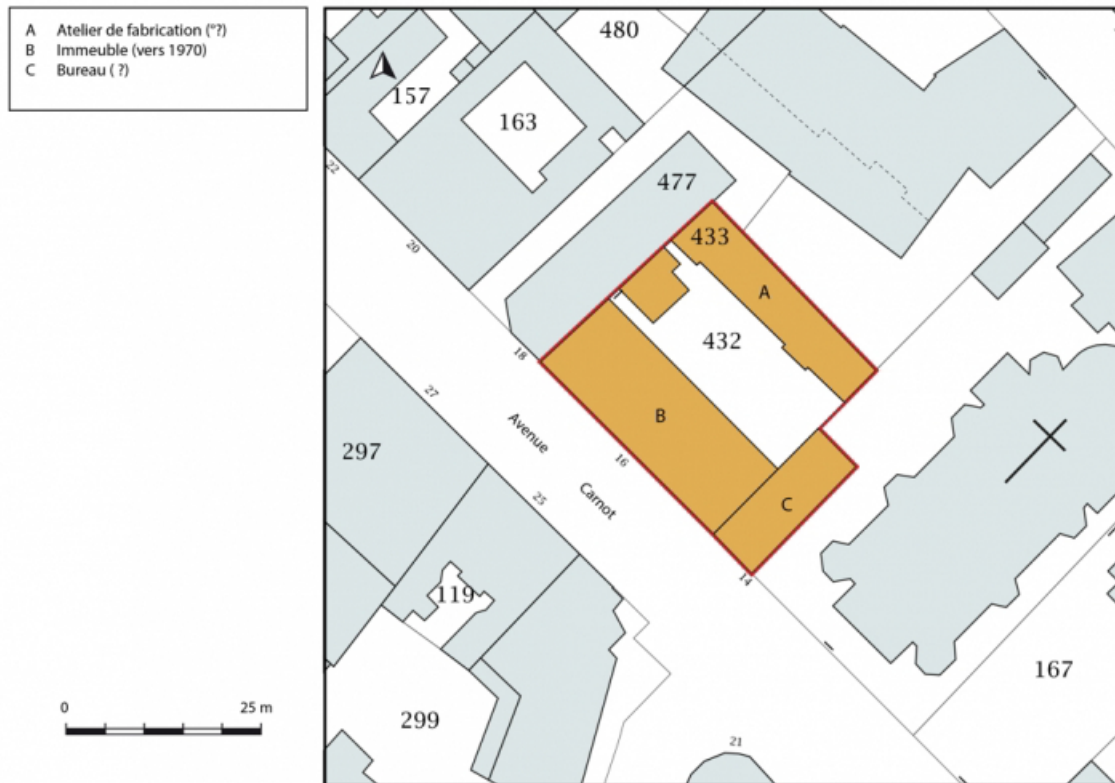 A Atelier de fabrication (°?)
B Immeuble (vers 1970)
C Bureau ( ?)
480
157
163
22
477
20
433
A
432
18
27
Avenue
B
16
297
25
Carnot
C
14
119
167
299
21
0 25 m